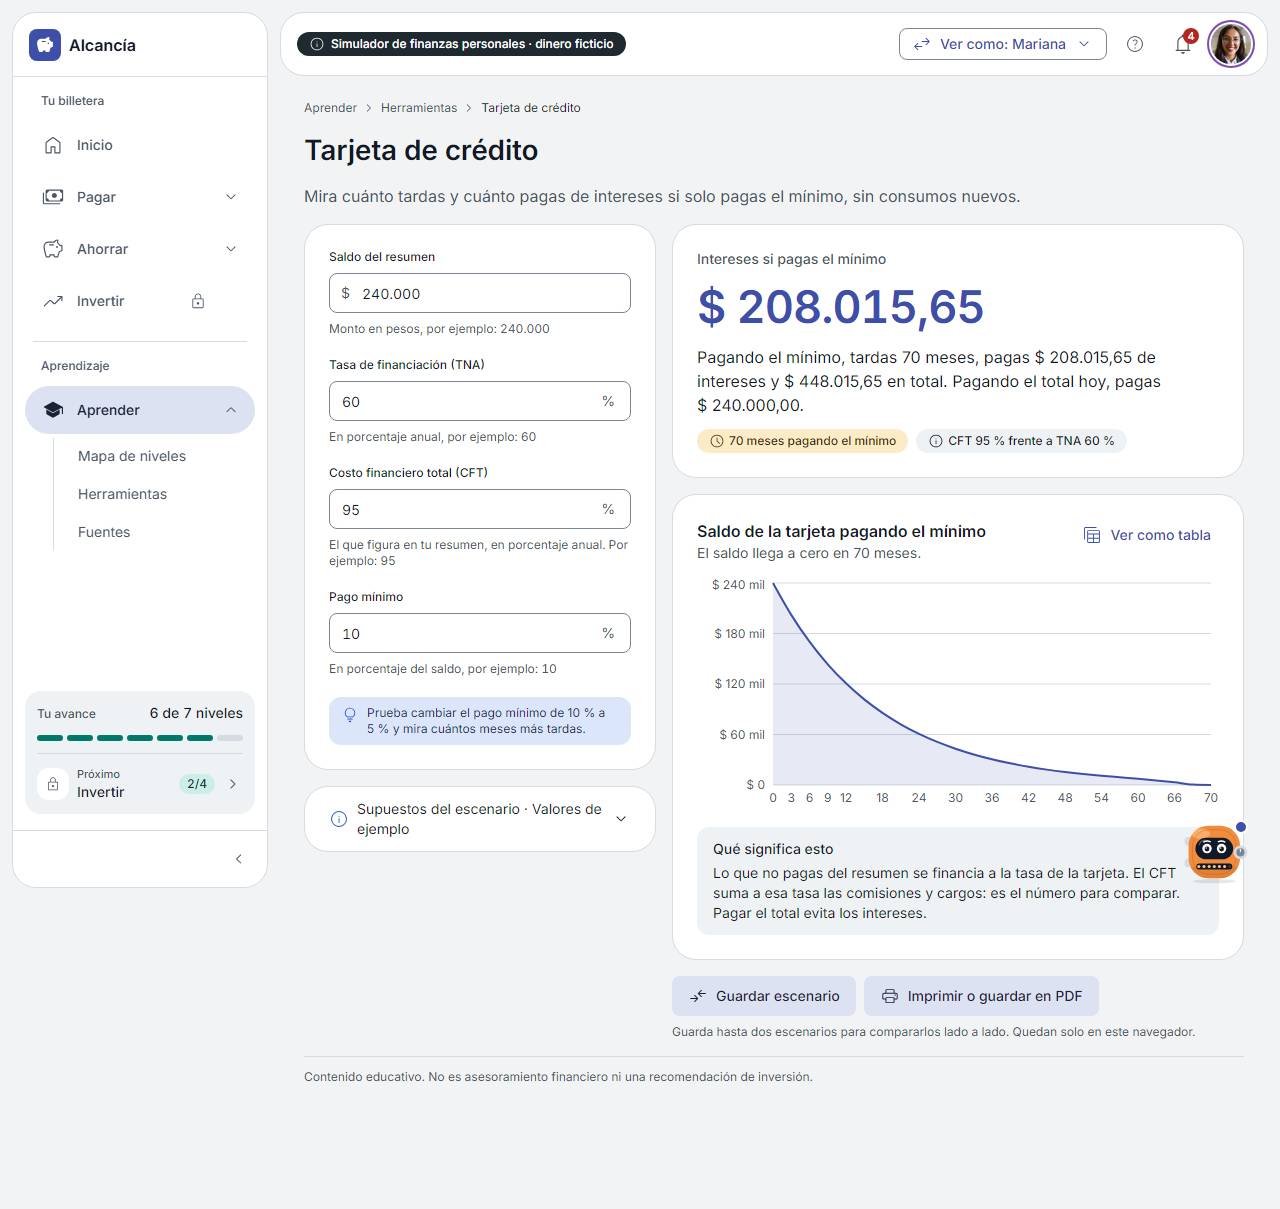 Alcancía
Simulador de finanzas personales · dinero ficticio
Ver como: Mariana
4
Tu billetera
Inicio
Pagar
Ahorrar
Invertir
Aprendizaje
Aprender
Mapa de niveles
Herramientas
Fuentes
Tu avance
6 de 7 niveles
Próximo
Invertir
2/4
Aprender
Herramientas
Tarjeta de crédito
Tarjeta de crédito
Mira cuánto tardas y cuánto pagas de intereses si solo pagas el mínimo, sin consumos nuevos.
Saldo del resumen
$ 240.000
Monto en pesos, por ejemplo: 240.000
Tasa de financiación (TNA)
60 %
En porcentaje anual, por ejemplo: 60
Costo financiero total (CFT)
95 %
El que figura en tu resumen, en porcentaje anual. Por
ejemplo: 95
Pago mínimo
10 %
En porcentaje del saldo, por ejemplo: 10
Prueba cambiar el pago mínimo de 10 % a
5 % y mira cuántos meses más tardas.
Supuestos del escenario · Valores de
ejemplo
Intereses si pagas el mínimo
$ 208.015,65
Pagando el mínimo, tardas 70 meses, pagas $ 208.015,65 de
intereses y $ 448.015,65 en total. Pagando el total hoy, pagas
$ 240.000,00.
70 meses pagando el mínimo
CFT 95 % frente a TNA 60 %
Saldo de la tarjeta pagando el mínimo
El saldo llega a cero en 70 meses.
Ver como tabla
$ 240 mil
$ 180 mil
$ 120 mil
$ 60 mil
$ 0
0 3 6 9 12 18 24 30 36 42 48 54 60 66 70
Qué significa esto
Lo que no pagas del resumen se financia a la tasa de la tarjeta. El CFT
suma a esa tasa las comisiones y cargos: es el número para comparar.
Pagar el total evita los intereses.
Guardar escenario
Imprimir o guardar en PDF
Guarda hasta dos escenarios para compararlos lado a lado. Quedan solo en este navegador.
Contenido educativo. No es asesoramiento financiero ni una recomendación de inversión.